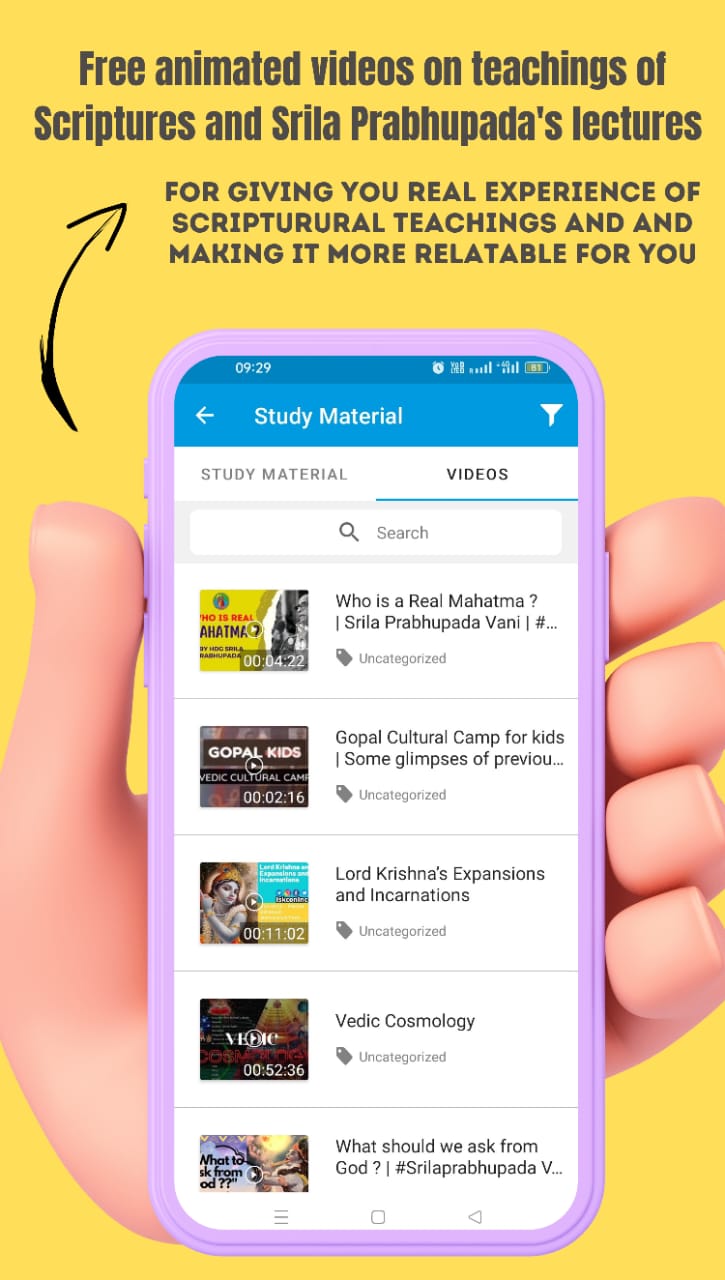 Free animated videos on teachings of
Scriptures and Srila Prabhupada's lectures
FOR GIVING YOU REAL EXPERIENCE OF
SCRIPTURURAL TEACHINGS AND AND
MAKING IT MORE RELATABLE FOR YOU
09:29
81
Study Material
STUDY MATERIAL
VIDEOS
Search
WHO IS REAL
MAHATMA?
BY HDG SRILA
PRABHUPADA
00:04:22
Who is a Real Mahatma ?
| Srila Prabhupada Vani | #...
Uncategorized
GOPAL KIDS
VEDIC CULTURAL CAMP
00:02:16
Gopal Cultural Camp for kids
| Some glimpses of previou...
Uncategorized
Lord Krishna an
Expansions and
Incarnations
IskconInc
00:11:02
Lord Krishna’s Expansions
and Incarnations
Uncategorized
VEDIC
COSMOLOGY
00:52:36
Vedic Cosmology
Uncategorized
What to
sk from
od ??"
What should we ask from
God ? | #Srilaprabhupada V...